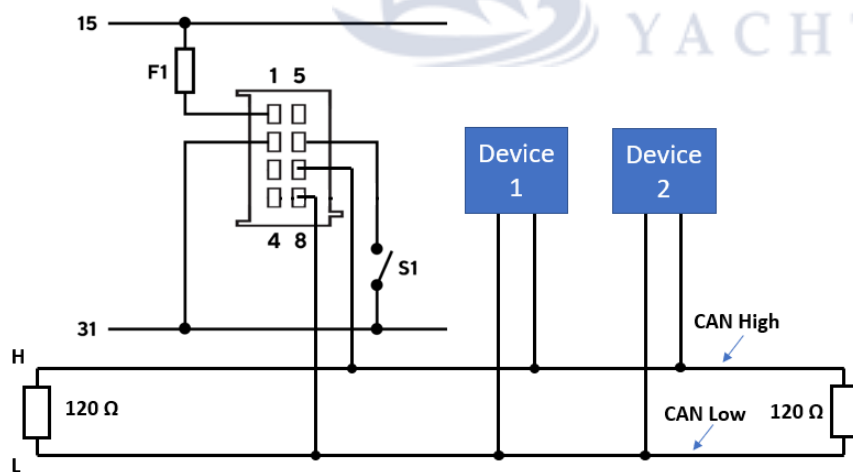 YACHT
15
F1
1 5
Device
1
Device
2
4 8
S1
31
CAN High
H
120 Ω
CAN Low
120 Ω
L